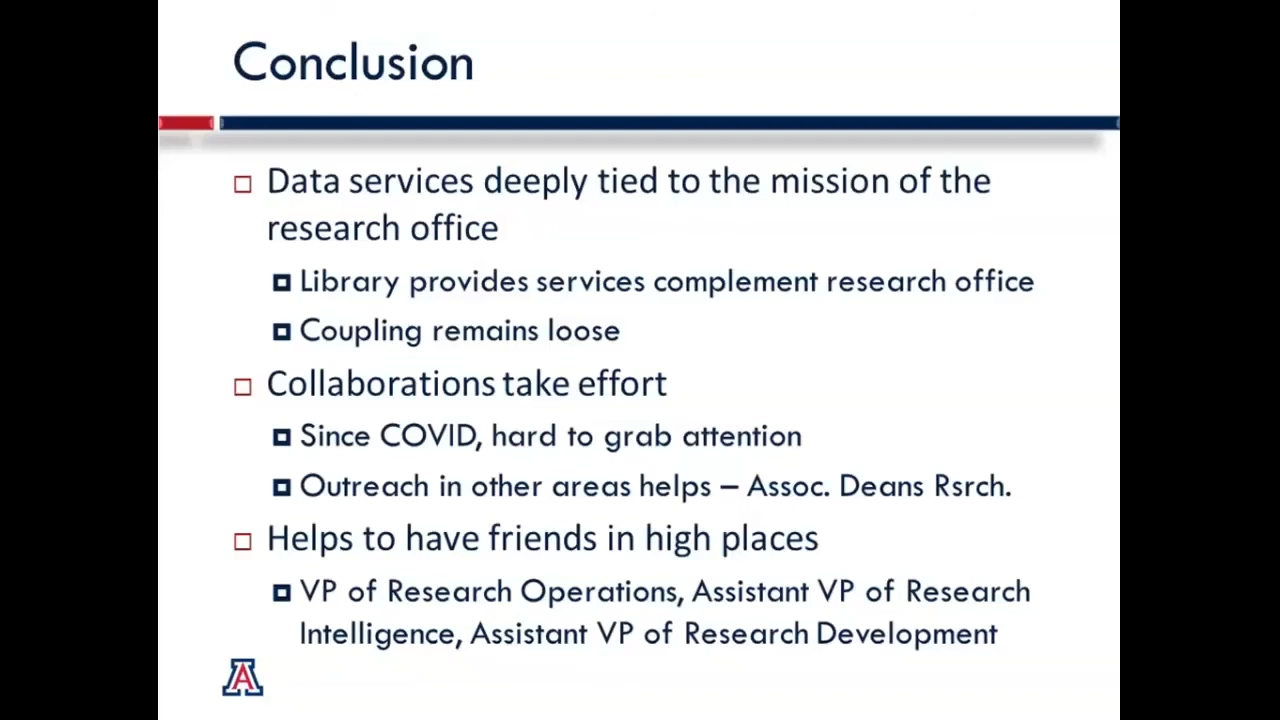 Conclusion
Data services deeply tied to the mission of the
research office
Library provides services complement research office
Coupling remains loose
Collaborations take effort
Since COVID, hard to grab attention
Outreach in other areas helps – Assoc. Deans Rsrch.
Helps to have friends in high places
VP of Research Operations, Assistant VP of Research
Intelligence, Assistant VP of Research Development
A